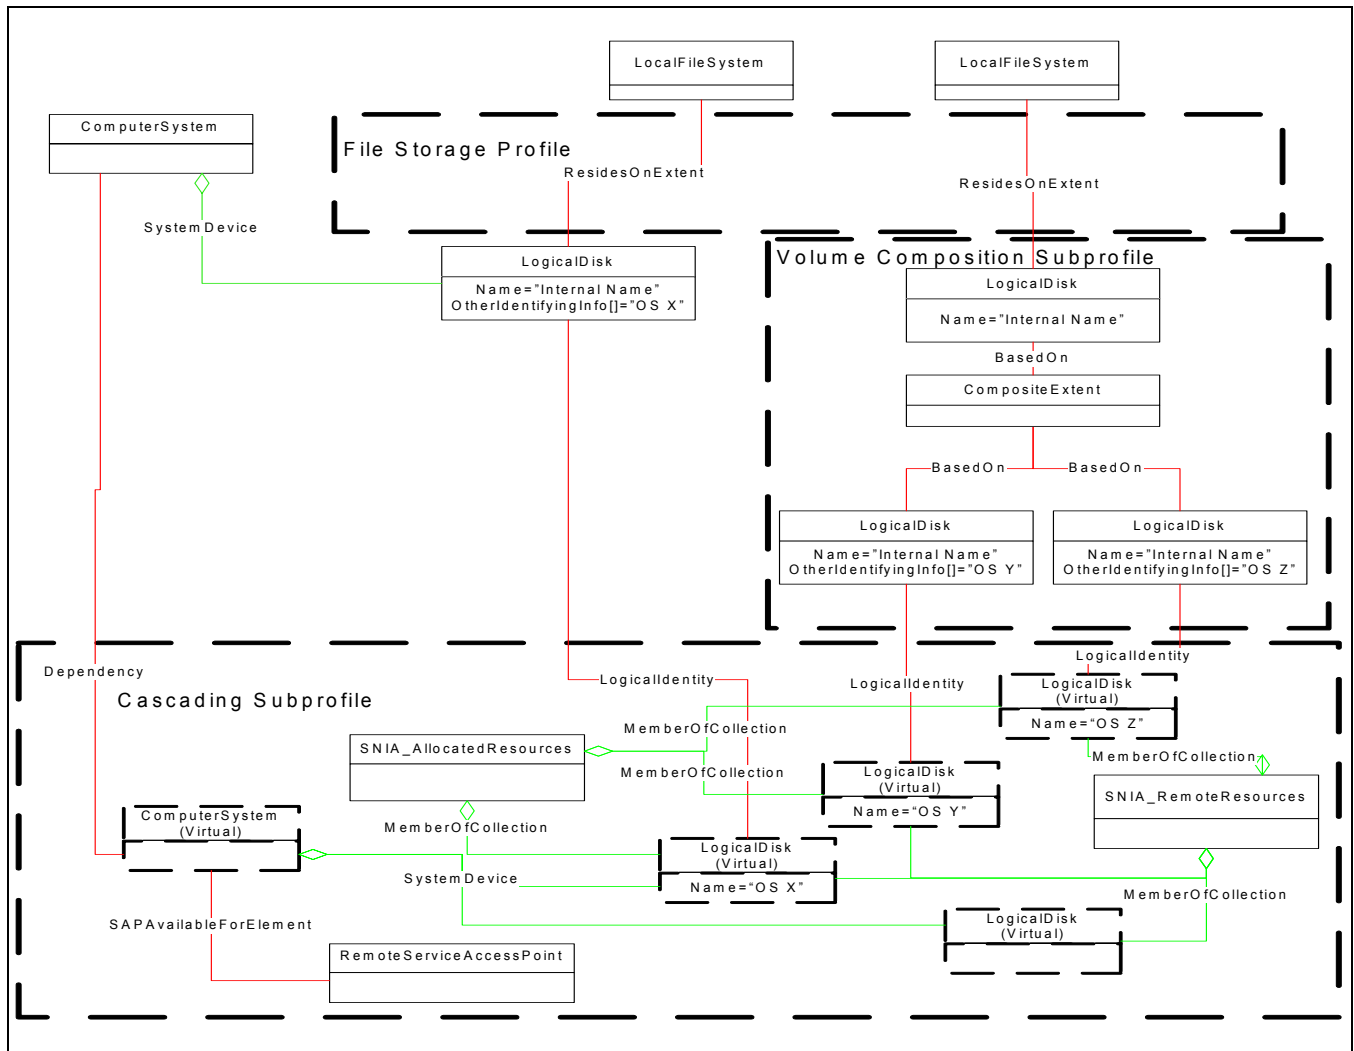 LocalFileSystem
LocalFileSystem
ComputerSystem
File Storage Profile
ResidesOnExtent
ResidesOnExtent
SystemDevice
Volume Composition Subprofile
LogicalDisk
Name="Internal Name"
OtherIdentifyingInfo[]="OS X"
LogicalDisk
Name="Internal Name"
BasedOn
CompositeExtent
BasedOn
BasedOn
LogicalDisk
Name="Internal Name"
OtherIdentifyingInfo[]="OS Y"
LogicalDisk
Name="Internal Name"
OtherIdentifyingInfo[]="OS Z"
Dependency
Cascading Subprofile
LogicalIdentity
LogicalIdentity
LogicalIdentity
LogicalDisk
(Virtual)
Name="OS Z"
MemberOfCollection
SNIA_AllocatedResources
MemberOfCollection
MemberOfCollection
LogicalDisk
(Virtual)
Name="OS Y"
SNIA_RemoteResources
ComputerSystem
(Virtual)
MemberOfCollection
LogicalDisk
(Virtual)
Name="OS X"
SystemDevice
MemberOfCollection
SAPAvailableForElement
LogicalDisk
(Virtual)
RemoteServiceAccessPoint